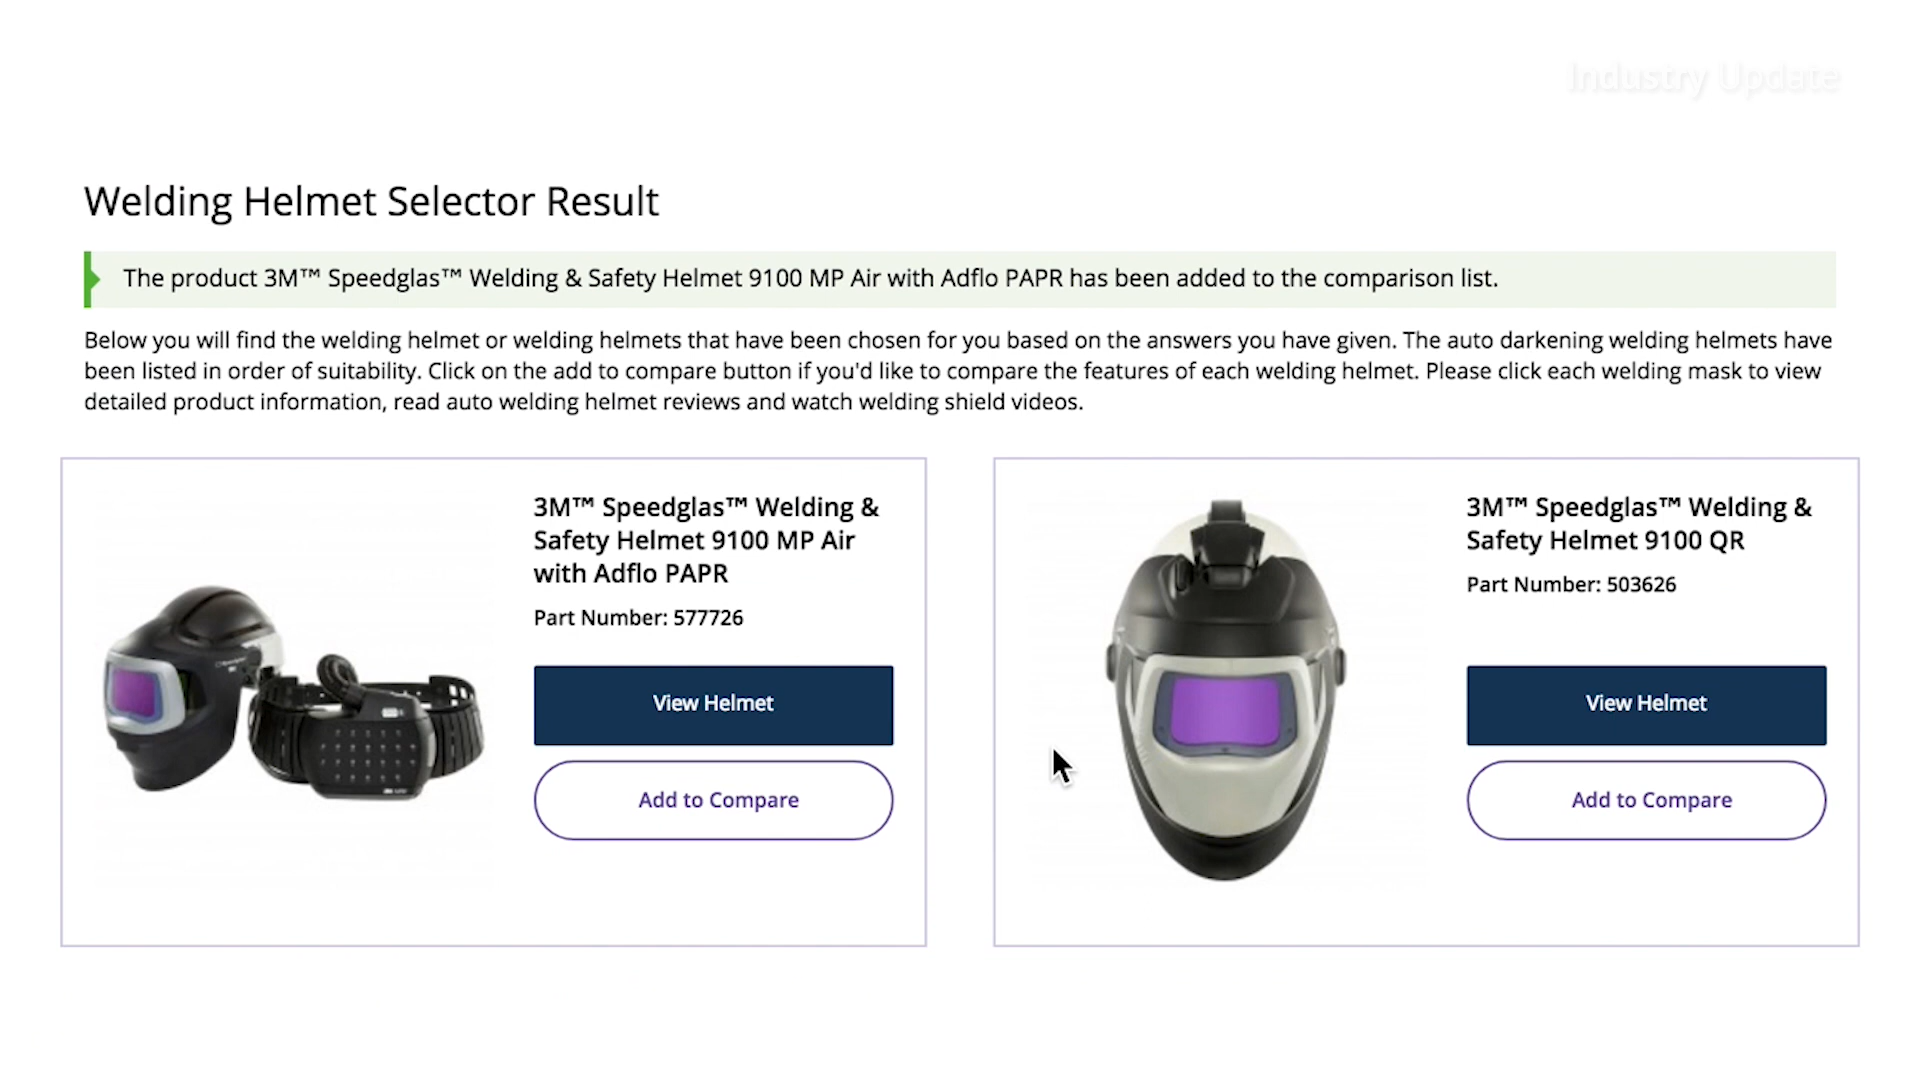 Industry Update
Welding Helmet Selector Result
The product 3M™ Speedglas™ Welding & Safety Helmet 9100 MP Air with Adflo PAPR has been added to the comparison list.
Below you will find the welding helmet or welding helmets that have been chosen for you based on the answers you have given. The auto darkening welding helmets have
been listed in order of suitability. Click on the add to compare button if you'd like to compare the features of each welding helmet. Please click each welding mask to view
detailed product information, read auto welding helmet reviews and watch welding shield videos.
3M™ Speedglas™ Welding &
Safety Helmet 9100 MP Air
with Adflo PAPR
Part Number: 577726
View Helmet
Add to Compare
3M™ Speedglas™ Welding &
Safety Helmet 9100 QR
Part Number: 503626
View Helmet
Add to Compare